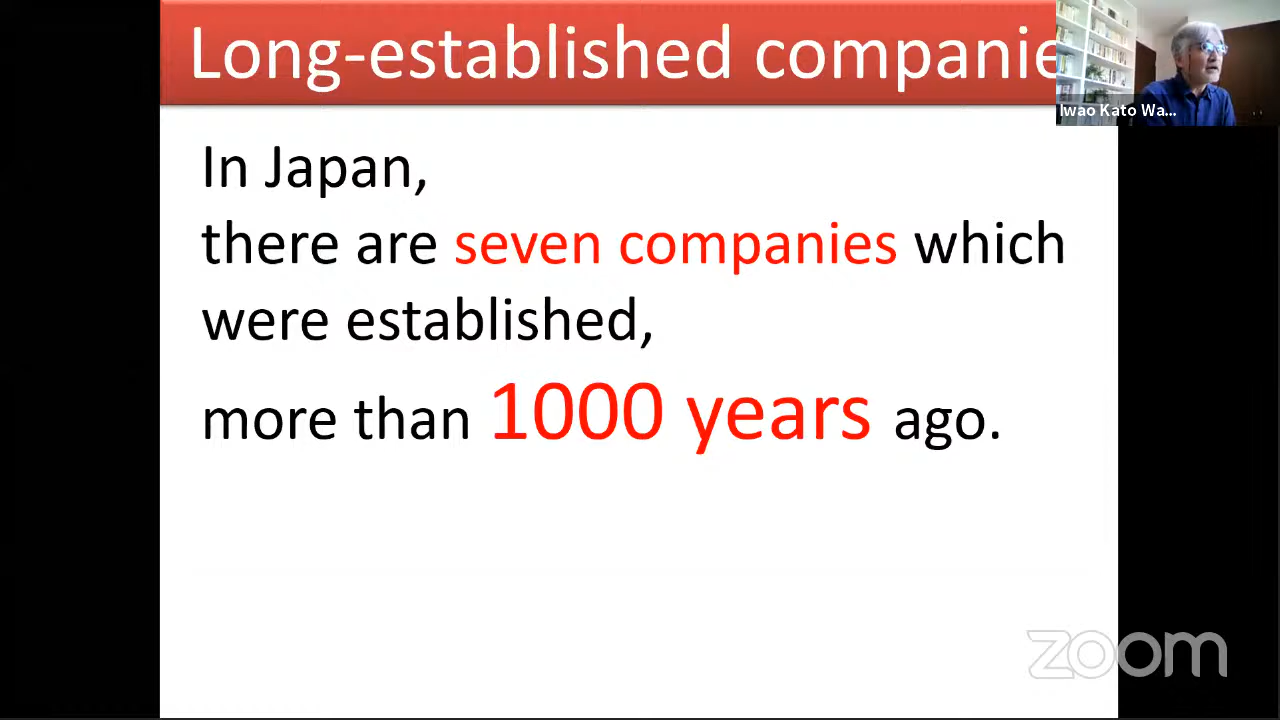 Long-established companie
Iwao Kato Wa...
In Japan,
there are seven companies which
were established,
more than 1000 years ago.
zoom